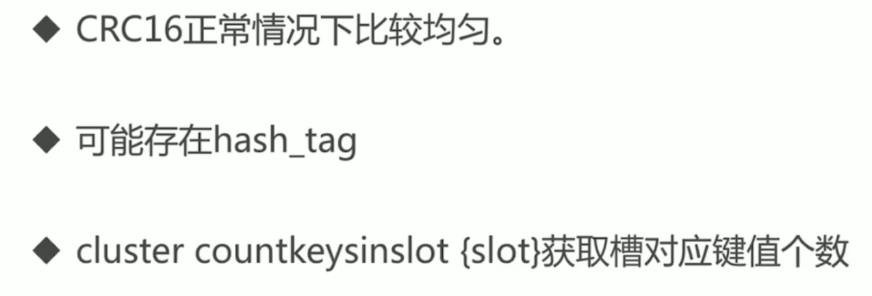 ◆ CRC16正常情况下比较均匀。
◆ 可能存在hash_tag
◆ cluster countkeysinslot {slot}获取槽对应键值个数